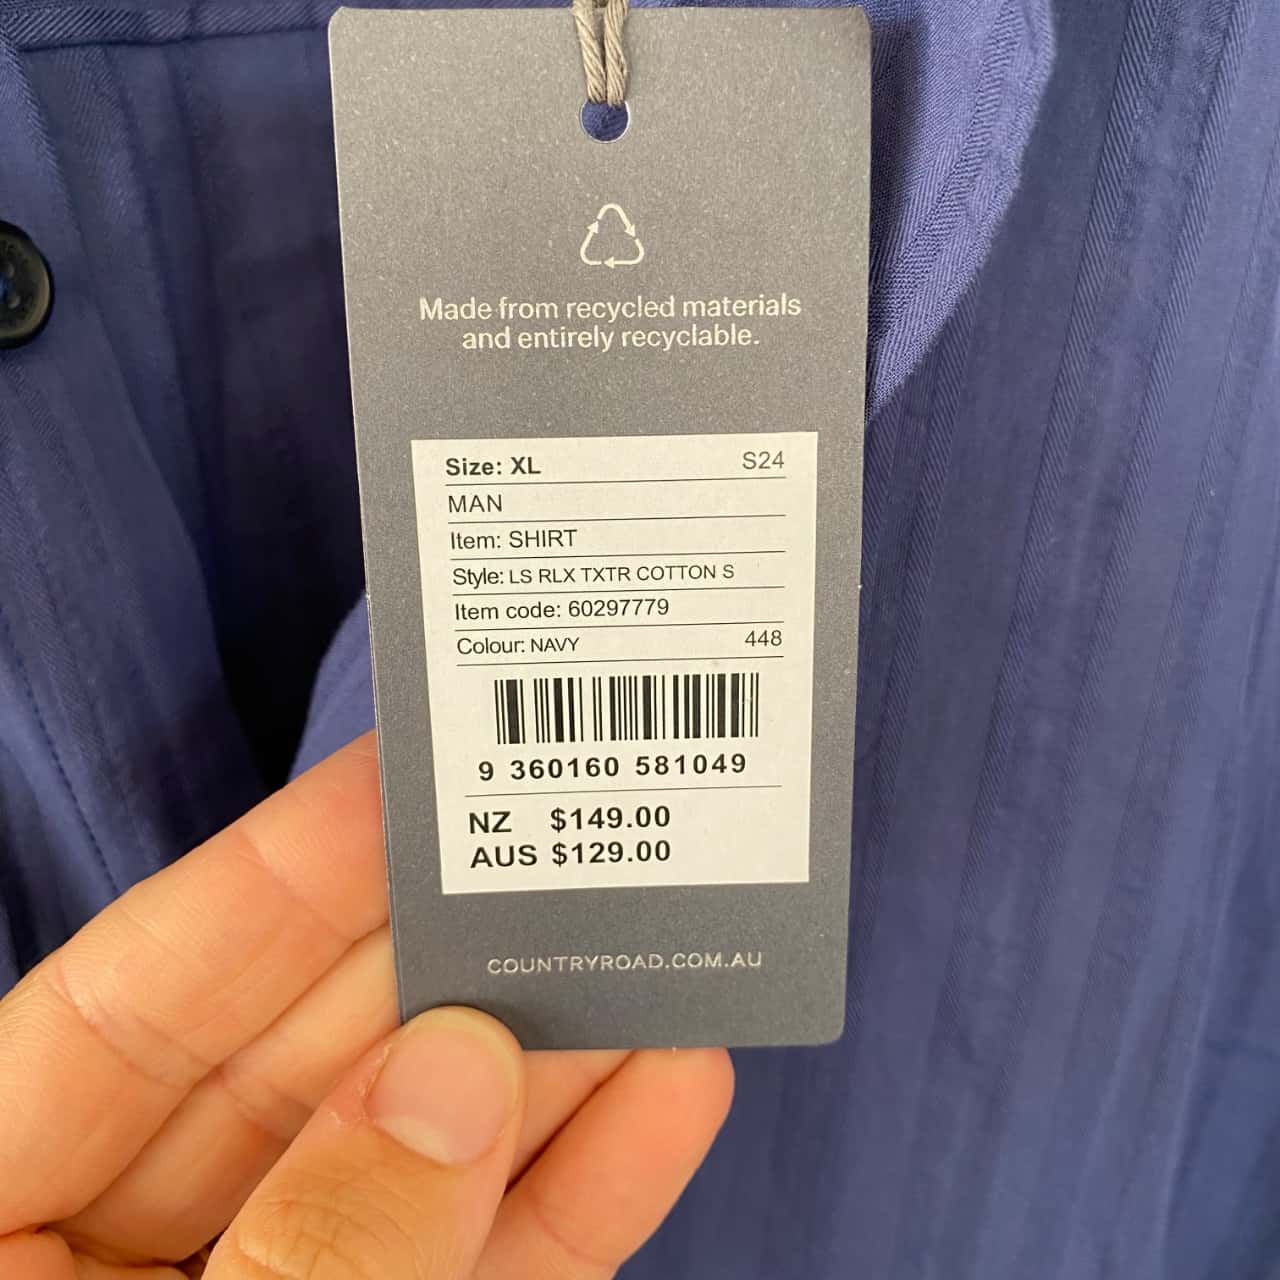 Made from recycled materials
and entirely recyclable.
Size: XL S24
MAN
Item: SHIRT
Style: LS RLX TXTR COTTON S
Item code: 60297779
Colour: NAVY 448
9 360160 581049
NZ $149.00
AUS $129.00
COUNTRYROAD.COM.AU